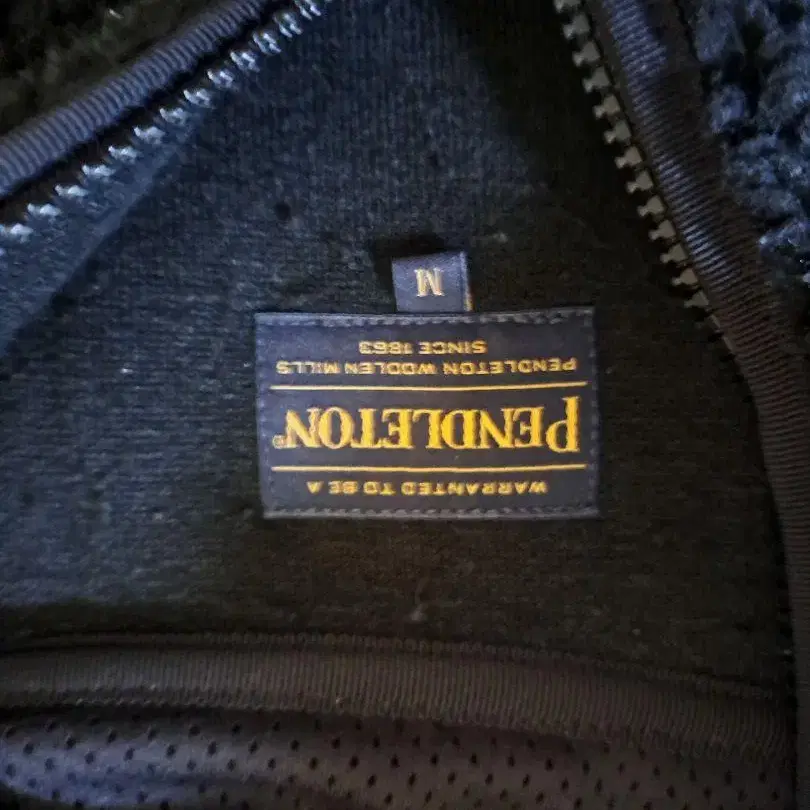 WARRANTED TO BE A
PENDLETON®
PENDLETON WOOLEN MILLS
SINCE 1863
M